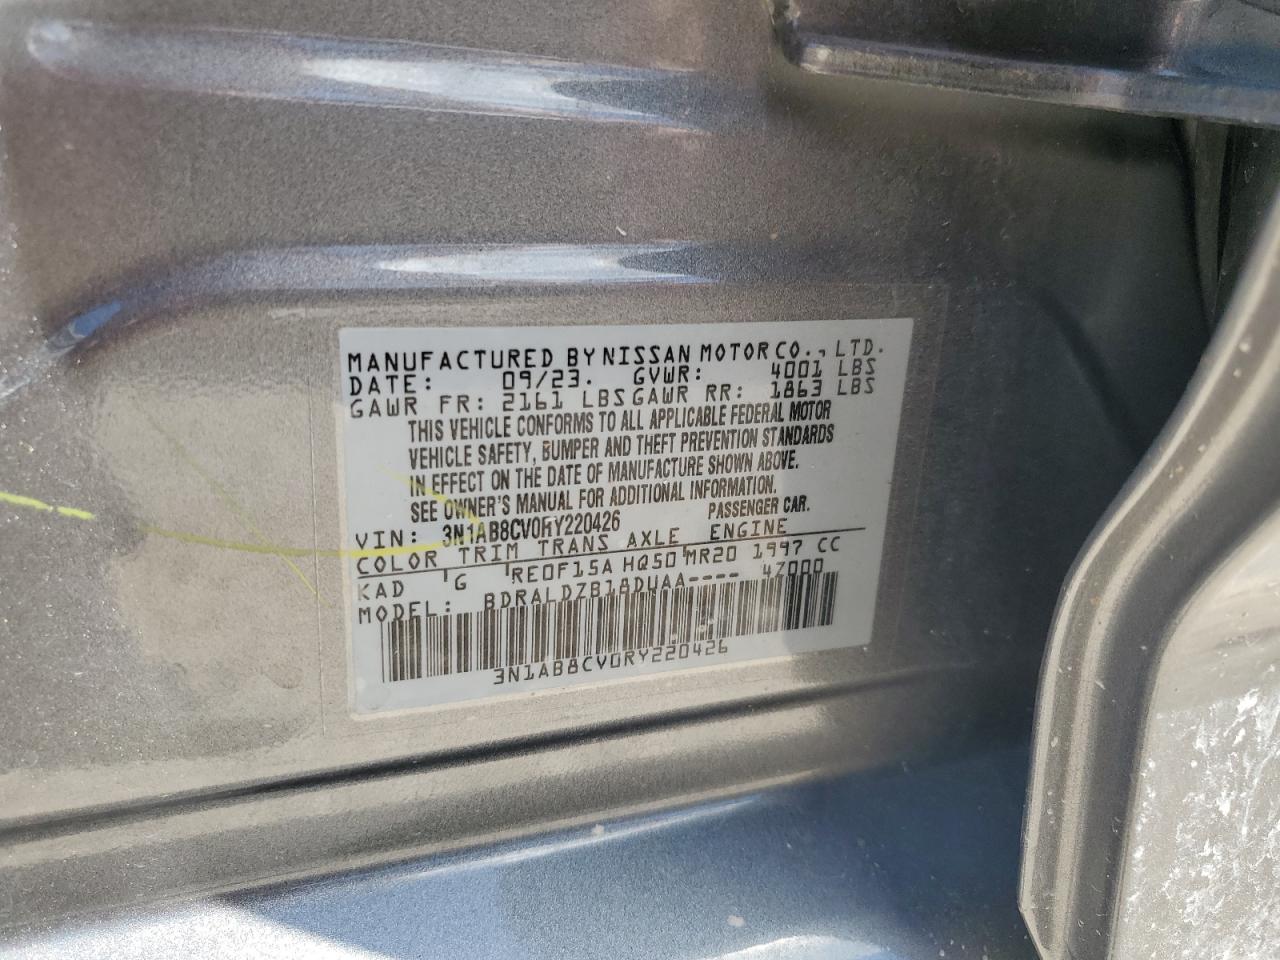 MANUFACTURED BY NISSAN MOTOR CO., LTD.
DATE: 09/23. GVWR: 4001 LBS
GAWR FR: 2161 LBS GAWR RR: 1863 LBS
THIS VEHICLE CONFORMS TO ALL APPLICABLE FEDERAL MOTOR
VEHICLE SAFETY, BUMPER AND THEFT PREVENTION STANDARDS
IN EFFECT ON THE DATE OF MANUFACTURE SHOWN ABOVE.
SEE OWNER'S MANUAL FOR ADDITIONAL INFORMATION.
VIN: 3N1AB8CV0RY220426 PASSENGER CAR.
COLOR TRIM TRANS AXLE ENGINE
KAD G RE0F15A HQ50 MR20 1997 CC
MODEL: BDRALDZB18DUAA---- 47000
3N1AB8CV0RY220426